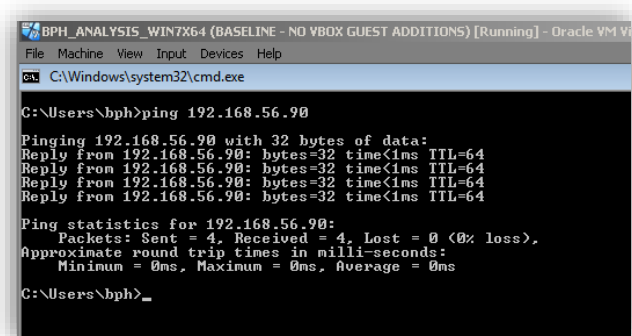 BPH_ANALYSIS_WIN7X64 (BASELINE - NO VBOX GUEST ADDITIONS) [Running] - Oracle VM Vi
File Machine View Input Devices Help
C:\Windows\system32\cmd.exe
C:\Users\bph>ping 192.168.56.90
Pinging 192.168.56.90 with 32 bytes of data:
Reply from 192.168.56.90: bytes=32 time<1ms TTL=64
Reply from 192.168.56.90: bytes=32 time<1ms TTL=64
Reply from 192.168.56.90: bytes=32 time<1ms TTL=64
Reply from 192.168.56.90: bytes=32 time<1ms TTL=64
Ping statistics for 192.168.56.90:
Packets: Sent = 4, Received = 4, Lost = 0 (0% loss),
Approximate round trip times in milli-seconds:
Minimum = 0ms, Maximum = 0ms, Average = 0ms
C:\Users\bph>_